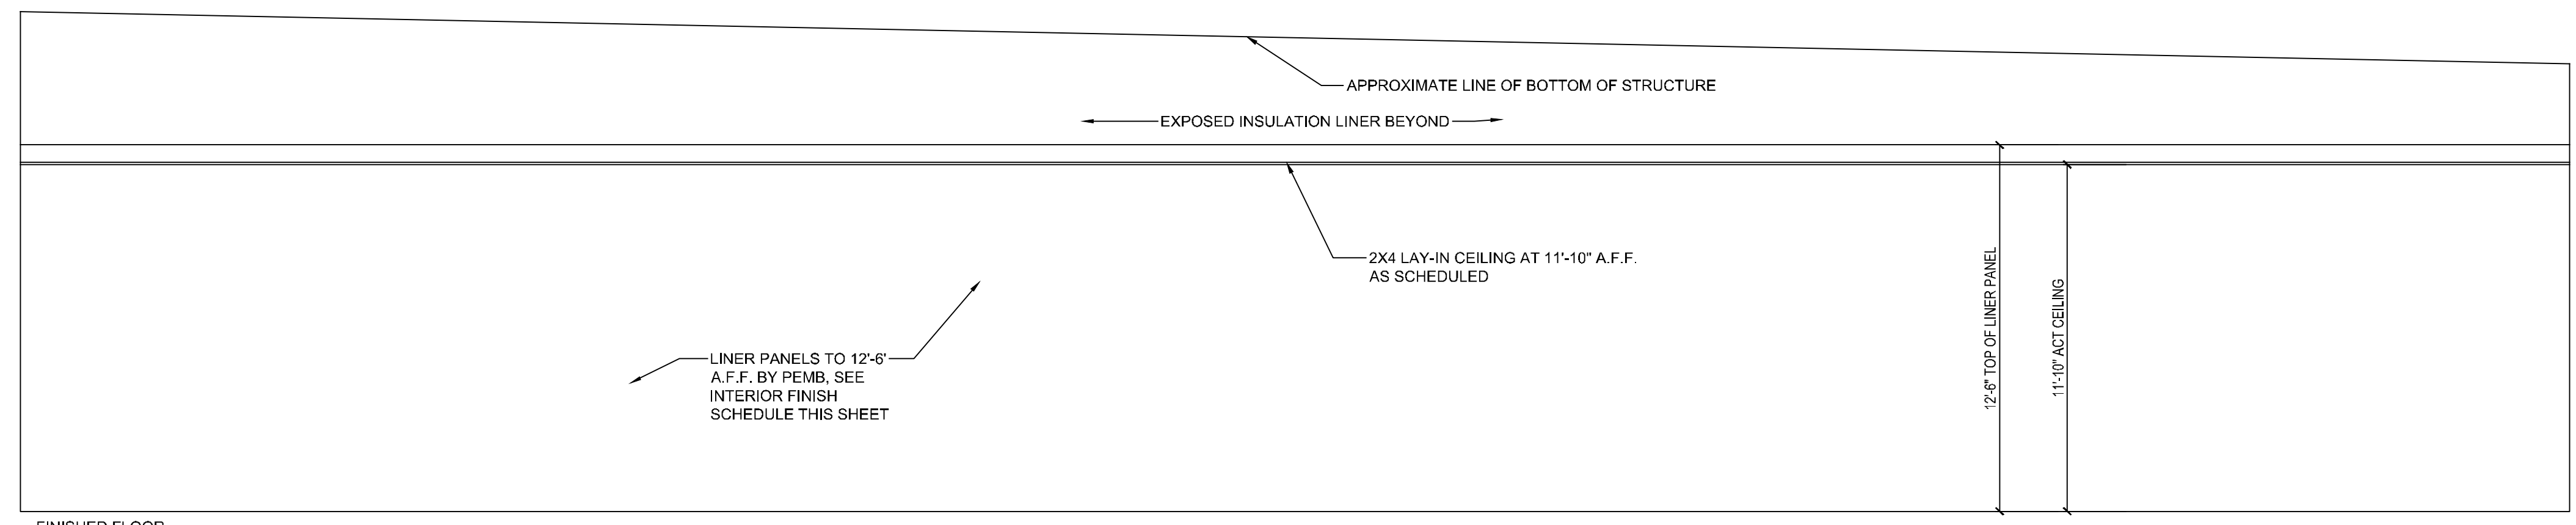 APPROXIMATE LINE OF BOTTOM OF STRUCTURE
EXPOSED INSULATION LINER BEYOND
2X4 LAY-IN CEILING AT 11'-10" A.F.F.
AS SCHEDULED
12'-6" TOP OF LINER PANEL
11'-10" ACT CEILING
LINER PANELS TO 12'-6'
A.F.F. BY PEMB, SEE
INTERIOR FINISH
SCHEDULE THIS SHEET
FINISHED FLOOR